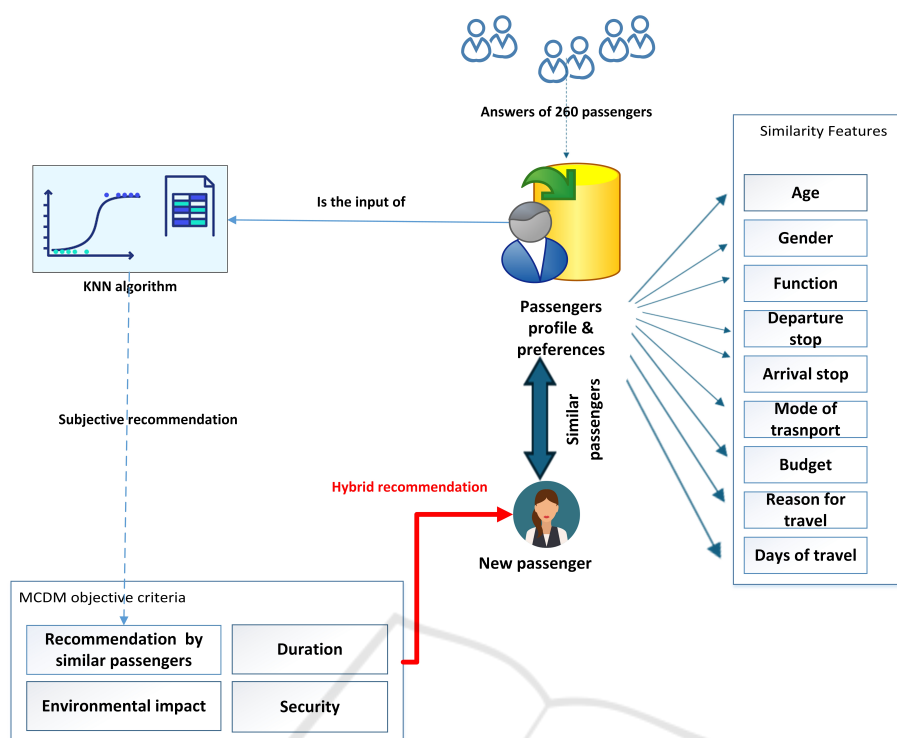 Answers of 260 passengers
Similarity Features
Age
Gender
Function
Departure
stop
Arrival stop
Mode of
trasnport
Budget
Reason for
travel
Days of travel
Is the input of
KNN algorithm
Passengers
profile &
preferences
Similar
passengers
Subjective recommendation
Hybrid recommendation
New passenger
MCDM objective criteria
Recommendation by
similar passengers
Duration
Environmental impact
Security